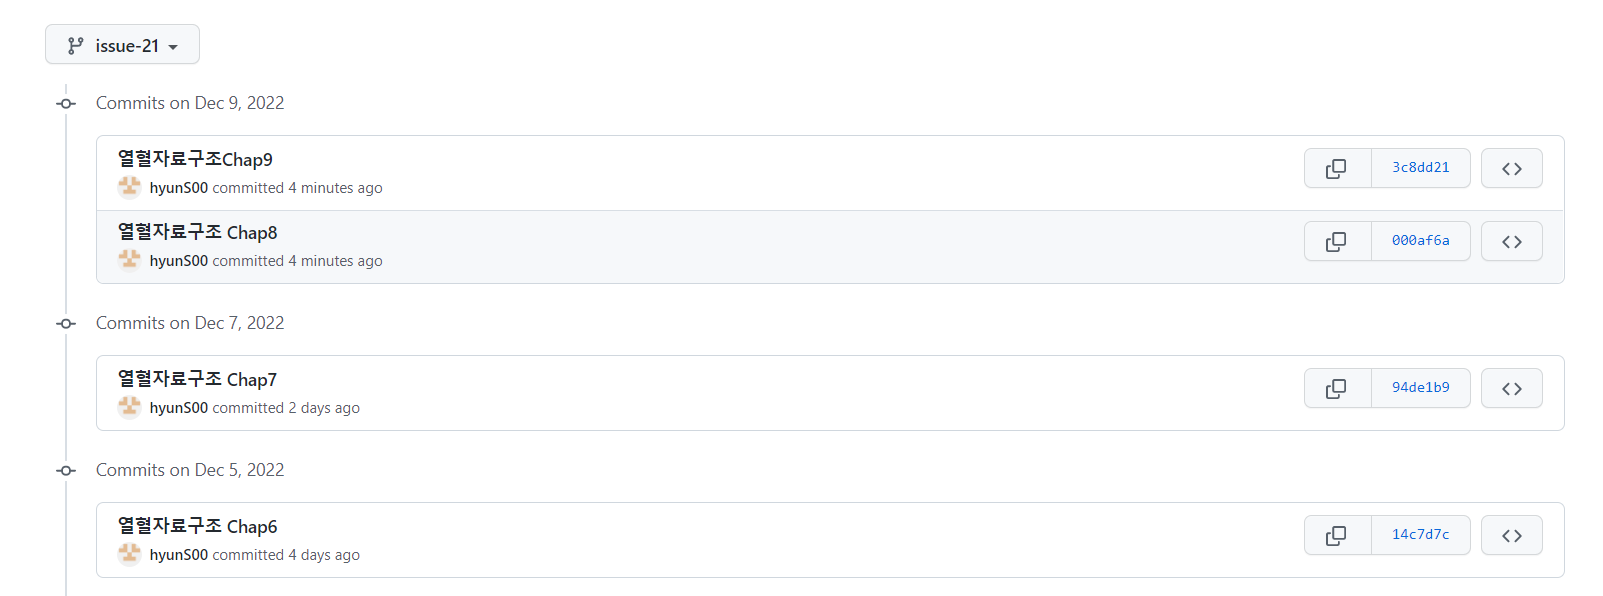 issue-21
Commits on Dec 9, 2022
열혈자료구조Chap9
3c8dd21
hyunS00 committed 4 minutes ago
열혈자료구조 Chap8
000af6a
hyunS00 committed 4 minutes ago
Commits on Dec 7, 2022
열혈자료구조 Chap7
94de1b9
hyunS00 committed 2 days ago
Commits on Dec 5, 2022
열혈자료구조 Chap6
14c7d7c
hyunS00 committed 4 days ago